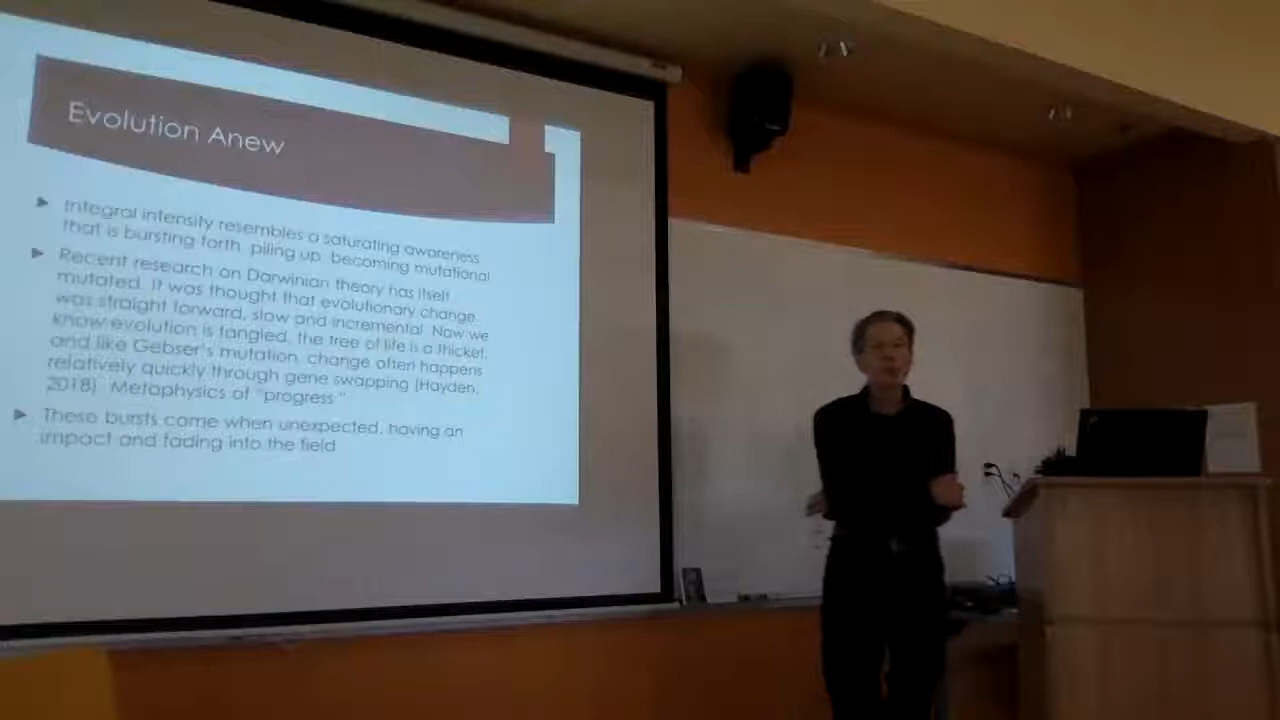 Evolution Anew
Integral intensity resembles a saturating awareness
that is bursting forth piling up becoming mutational
Recent research on Darwinian theory has itself
mutated. It was thought that evolutionary change
was straight forward, slow and incremental. Now we
know evolution is tangled, the tree of life is a thicket,
and like Gebser's mutation, change often happens
relatively quickly through gene swapping (Hayden,
2018) Metaphysics of "progress"
These bursts come when unexpected, having an
impact and fading into the field